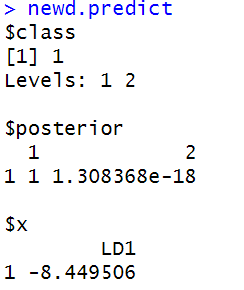 > newd.predict
$class
[1] 1
Levels: 1 2
$posterior
1 2
1 1 1.308368e-18
$x
LD1
1 -8.449506